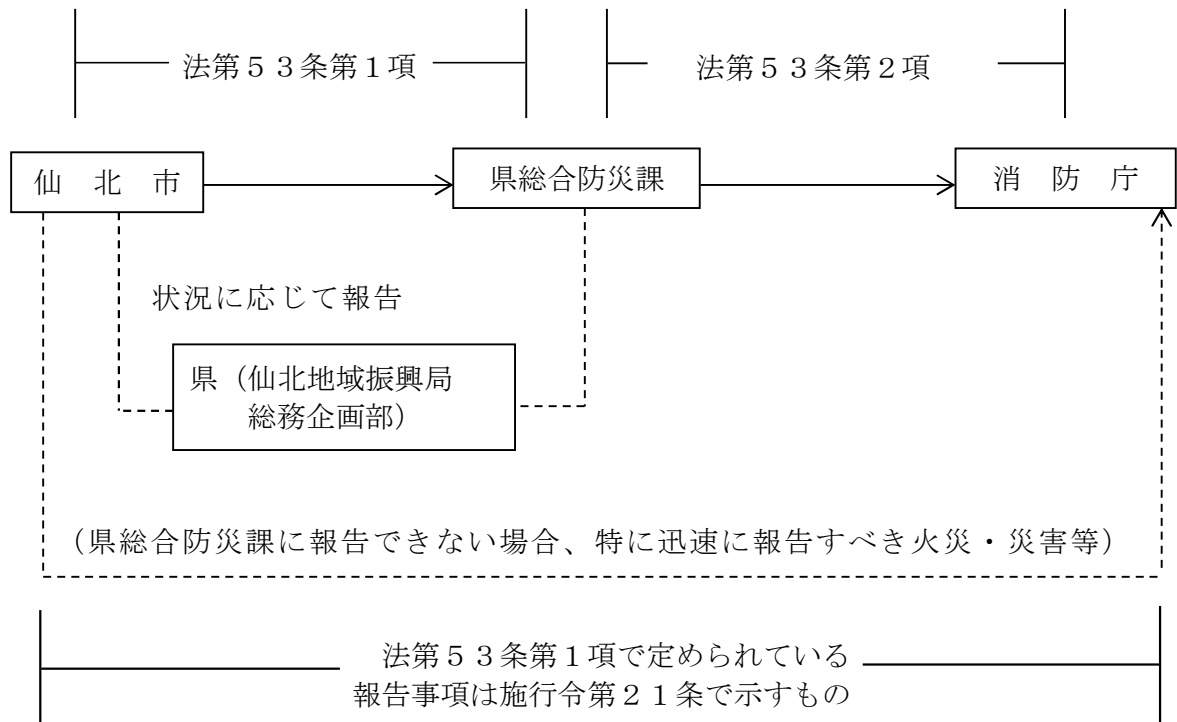 法第５３条第１項
法第５３条第２項
仙　北　市
県総合防災課
消　防　庁
状況に応じて報告
県（仙北地域振興局
総務企画部）
（県総合防災課に報告できない場合、特に迅速に報告すべき火災・災害等）
法第５３条第１項で定められている
報告事項は施行令第２１条で示すもの